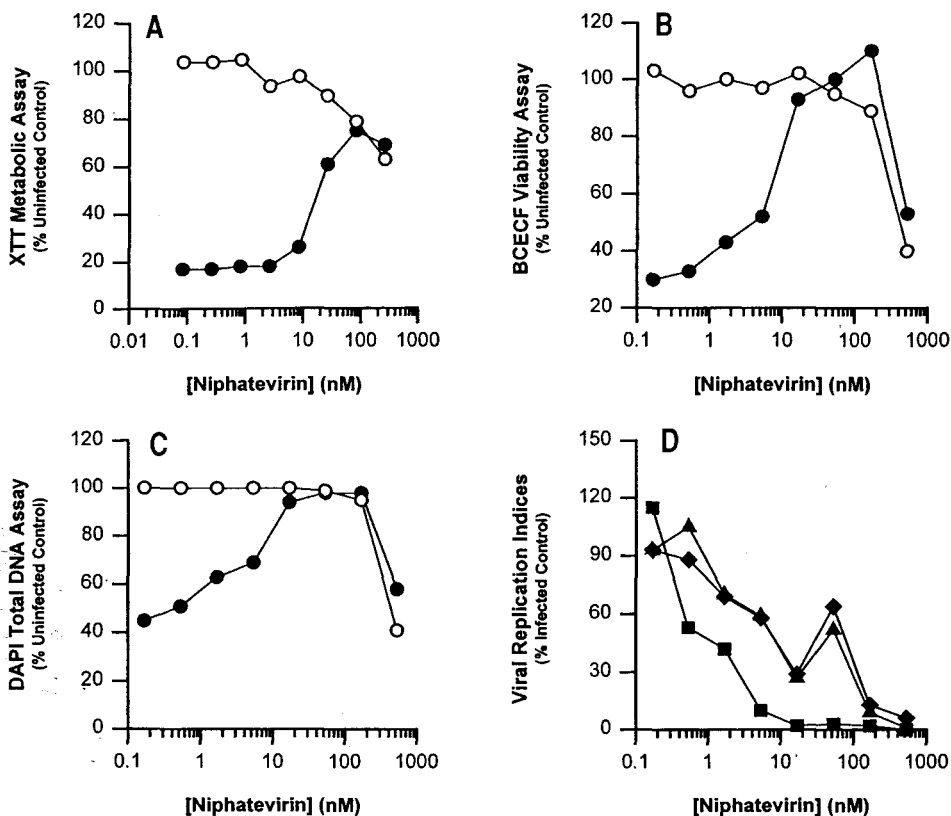 A
XTT Metabolic Assay
(% Uninfected Control)
120
100
80
60
40
20
0
0.01 0.1 1 10 100 1000
[Niphatevirin] (nM)
B
BCECF Viability Assay
(% Uninfected Control)
120
100
80
60
40
20
0.1 1 10 100 1000
[Niphatevirin] (nM)
C
DAPI Total DNA Assay
(% Uninfected Control)
120
100
80
60
40
20
0
0.1 1 10 100 1000
[Niphatevirin] (nM)
D
Viral Replication Indices
(% Infected Control)
150
120
90
60
30
0
0.1 1 10 100 1000
[Niphatevirin] (nM)